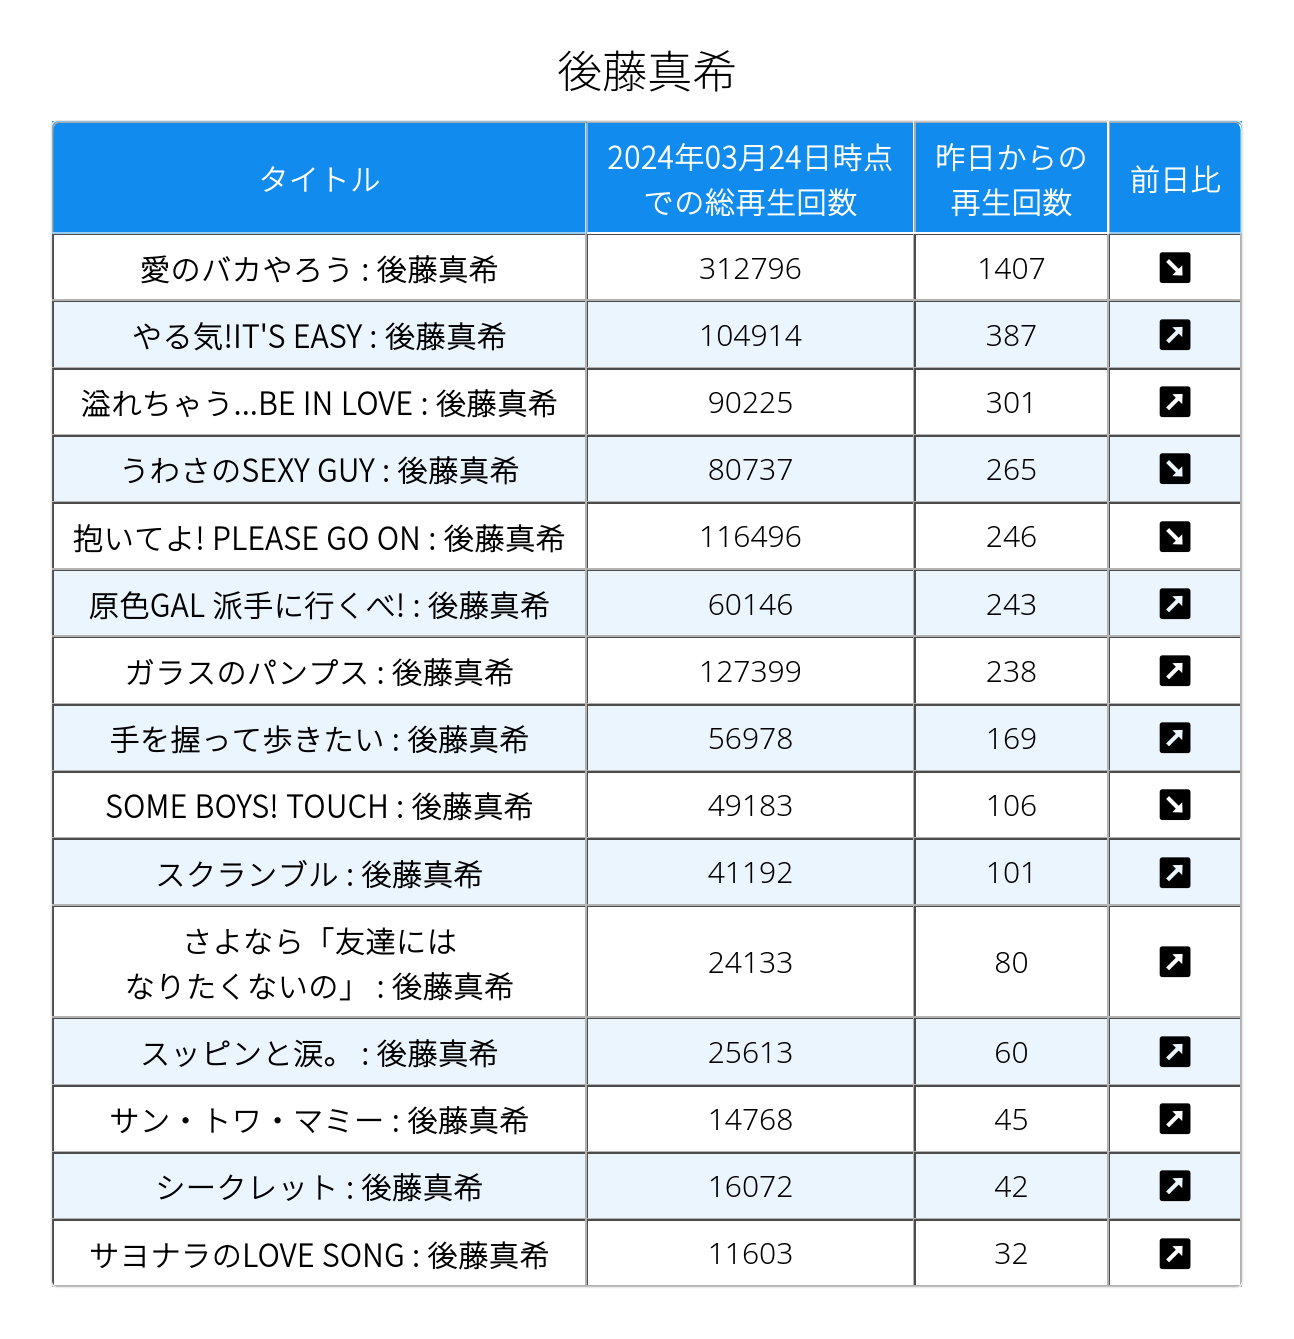 後藤真希
タイトル
2024年03月24日時点
での総再生回数
昨日からの
再生回数
前日比
愛のバカやろう : 後藤真希
312796
1407
やる気!IT'S EASY : 後藤真希
104914
387
溢れちゃう...BE IN LOVE : 後藤真希
90225
301
うわさのSEXY GUY : 後藤真希
80737
265
抱いてよ! PLEASE GO ON : 後藤真希
116496
246
原色GAL 派手に行くべ! : 後藤真希
60146
243
ガラスのパンプス : 後藤真希
127399
238
手を握って歩きたい : 後藤真希
56978
169
SOME BOYS! TOUCH : 後藤真希
49183
106
スクランブル : 後藤真希
41192
101
さよなら「友達には
なりたくないの」 : 後藤真希
24133
80
スッピンと涙。 : 後藤真希
25613
60
サン・トワ・マミー : 後藤真希
14768
45
シークレット : 後藤真希
16072
42
サヨナラのLOVE SONG : 後藤真希
11603
32